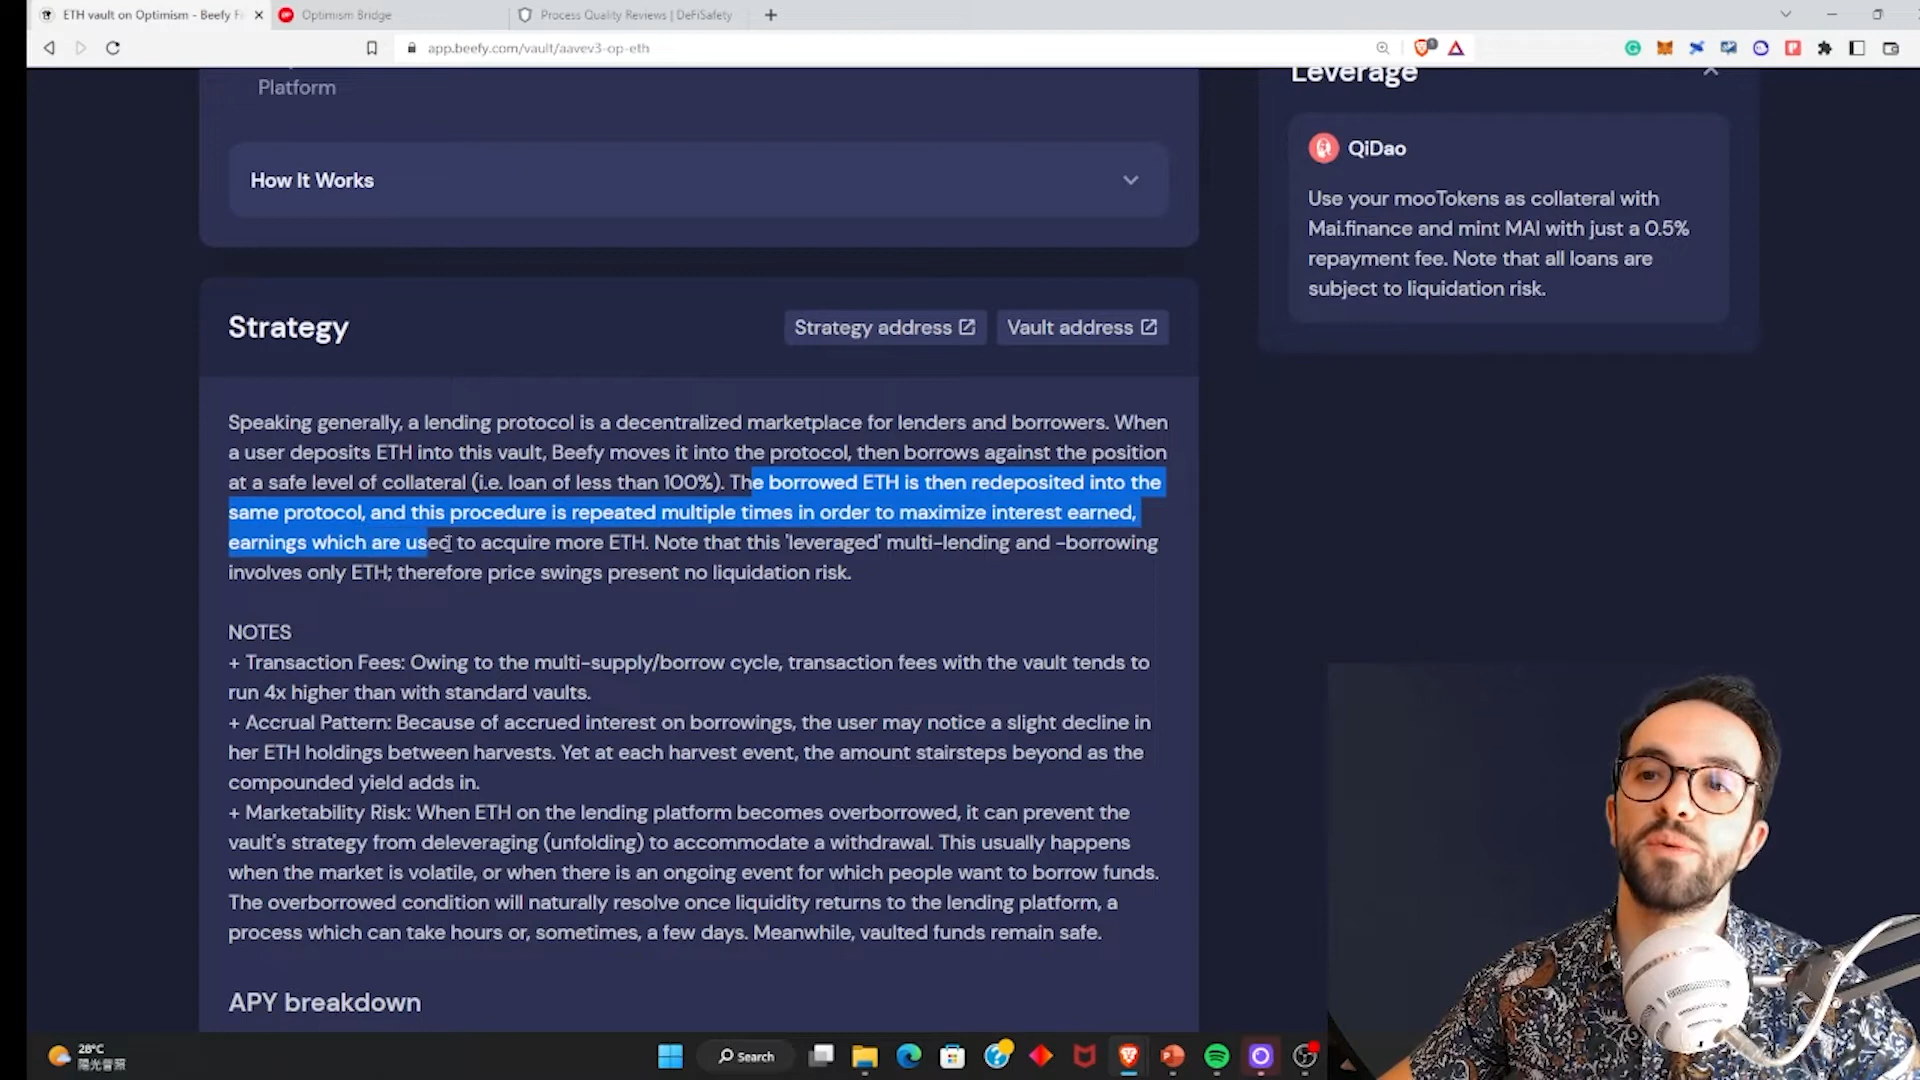 ETH vault on Optimism - Beefy Fi
Optimism Bridge
Process Quality Reviews | DeFiSafety
app.beefy.com/vault/aavev3-op-eth
Platform
How It Works
Leverage
QiDao
Use your mooTokens as collateral with
Mai.finance and mint MAI with just a 0.5%
repayment fee. Note that all loans are
subject to liquidation risk.
Strategy
Strategy address
Vault address
Speaking generally, a lending protocol is a decentralized marketplace for lenders and borrowers. When
a user deposits ETH into this vault, Beefy moves it into the protocol, then borrows against the position
at a safe level of collateral (i.e. loan of less than 100%). The borrowed ETH is then redeposited into the
same protocol, and this procedure is repeated multiple times in order to maximize interest earned,
earnings which are used to acquire more ETH. Note that this 'leveraged' multi-lending and -borrowing
involves only ETH; therefore price swings present no liquidation risk.
NOTES
+ Transaction Fees: Owing to the multi-supply/borrow cycle, transaction fees with the vault tends to
run 4x higher than with standard vaults.
+ Accrual Pattern: Because of accrued interest on borrowings, the user may notice a slight decline in
her ETH holdings between harvests. Yet at each harvest event, the amount stairsteps beyond as the
compounded yield adds in.
+ Marketability Risk: When ETH on the lending platform becomes overborrowed, it can prevent the
vault's strategy from deleveraging (unfolding) to accommodate a withdrawal. This usually happens
when the market is volatile, or when there is an ongoing event for which people want to borrow funds.
The overborrowed condition will naturally resolve once liquidity returns to the lending platform, a
process which can take hours or, sometimes, a few days. Meanwhile, vaulted funds remain safe.
APY breakdown
28°C
Search